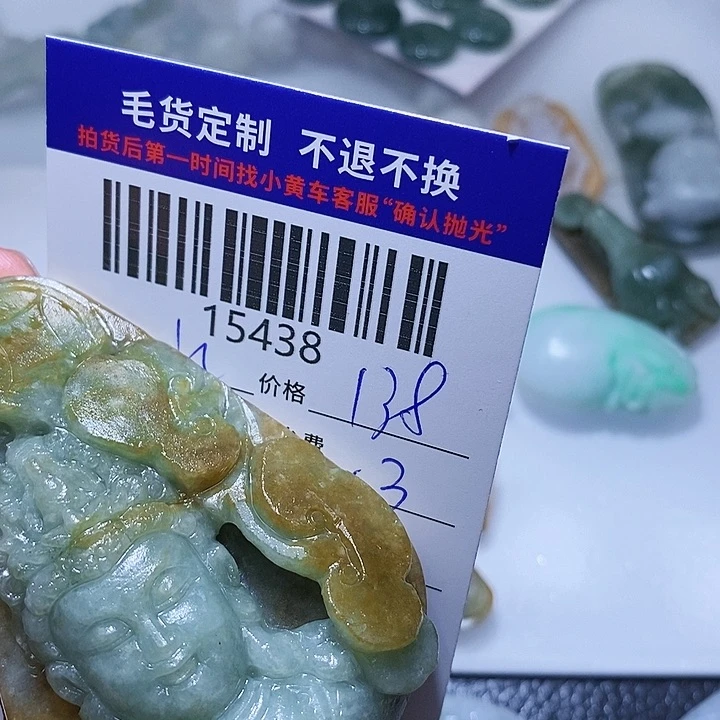 毛货定制 不退不换
拍货后第一时间找小黄车客服“确认抛光”
15438
价格 138
费
3